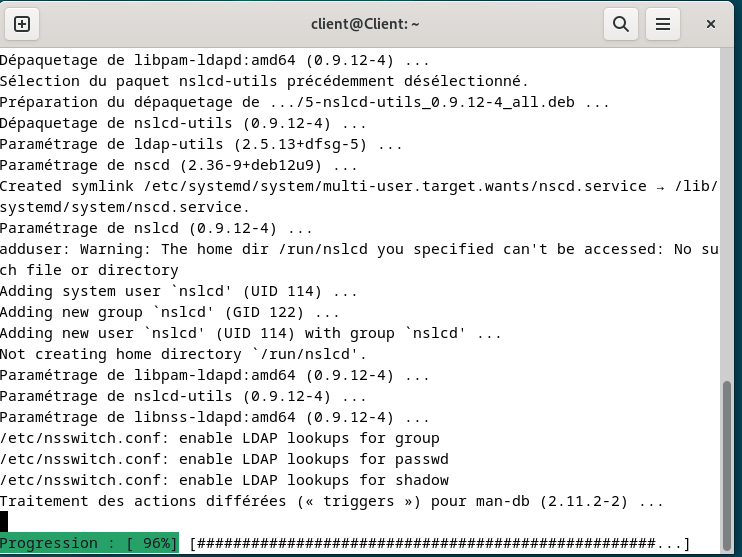 client@Client: ~
Dépaquetage de libpam-ldapd:amd64 (0.9.12-4) ...
Sélection du paquet nslcd-utils précédemment désélectionné.
Préparation du dépaquetage de .../5-nslcd-utils_0.9.12-4_all.deb ...
Dépaquetage de nslcd-utils (0.9.12-4) ...
Paramétrage de ldap-utils (2.5.13+dfsg-5) ...
Paramétrage de nscd (2.36-9+deb12u9) ...
Created symlink /etc/systemd/system/multi-user.target.wants/nscd.service → /lib/
systemd/system/nscd.service.
Paramétrage de nslcd (0.9.12-4) ...
adduser: Warning: The home dir /run/nslcd you specified can't be accessed: No su
ch file or directory
Adding system user `nslcd' (UID 114) ...
Adding new group `nslcd' (GID 122) ...
Adding new user `nslcd' (UID 114) with group `nslcd' ...
Not creating home directory `/run/nslcd'.
Paramétrage de libpam-ldapd:amd64 (0.9.12-4) ...
Paramétrage de nslcd-utils (0.9.12-4) ...
Paramétrage de libnss-ldapd:amd64 (0.9.12-4) ...
/etc/nsswitch.conf: enable LDAP lookups for group
/etc/nsswitch.conf: enable LDAP lookups for passwd
/etc/nsswitch.conf: enable LDAP lookups for shadow
Traitement des actions différées (« triggers ») pour man-db (2.11.2-2) ...
Progression : [ 96%] [###################################################...]